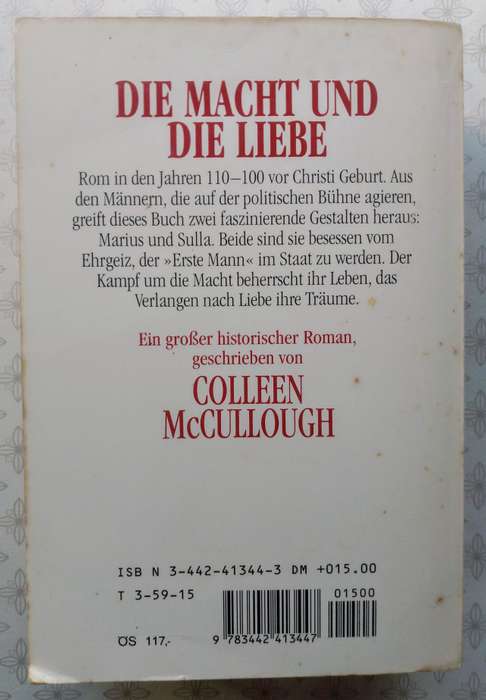 DIE MACHT UND
DIE LIEBE
Rom in den Jahren 110–100 vor Christi Geburt. Aus
den Männern, die auf der politischen Bühne agieren,
greift dieses Buch zwei faszinierende Gestalten heraus:
Marius und Sulla. Beide sind sie besessen vom
Ehrgeiz, der »Erste Mann« im Staat zu werden. Der
Kampf um die Macht beherrscht ihr Leben, das
Verlangen nach Liebe ihre Träume.
Ein großer historischer Roman,
geschrieben von
COLLEEN
McCULLOUGH
ISB N 3-442-41344-3 DM +015.00
T 3-59-15 01500
ÖS 117,- 9 783442 413447